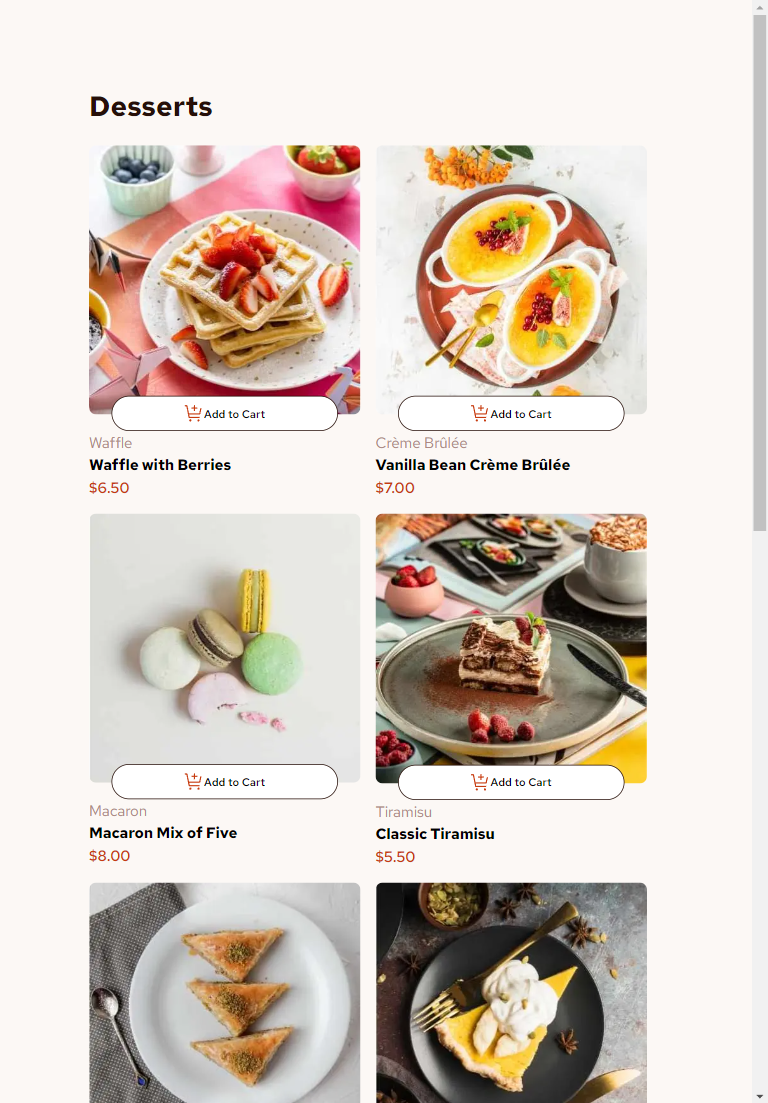 Desserts
Add to Cart
Add to Cart
Waffle
Crème Brûlée
Waffle with Berries
Vanilla Bean Crème Brûlée
$6.50
$7.00
Add to Cart
Add to Cart
Macaron
Tiramisu
Macaron Mix of Five
Classic Tiramisu
$8.00
$5.50